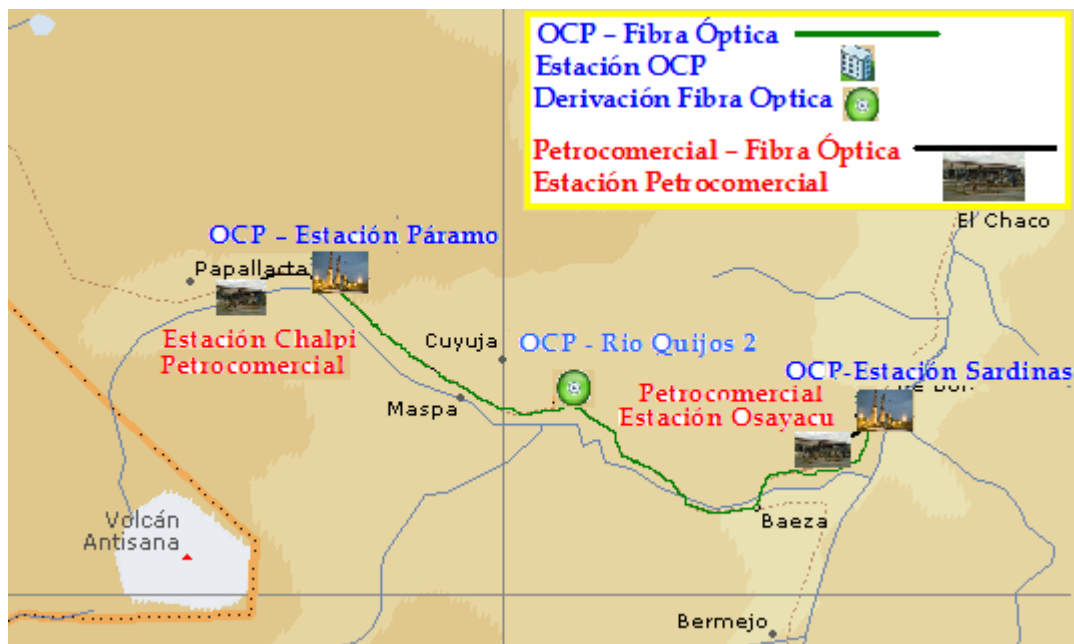 OCP – Fibra Óptica
Estación OCP
Derivación Fibra Optica
Petrocomercial – Fibra Óptica
Estación Petrocomercial
El Chaco
OCP – Estación Páramo
Papallacta
Estación Chalpi
Petrocomercial
Cuyuja
OCP - Rio Quijos 2
OCP-Estación Sardinas
Petrocomercial
Estación Osayacu
Maspa
Volcán
Antisana
Baeza
Bermejo